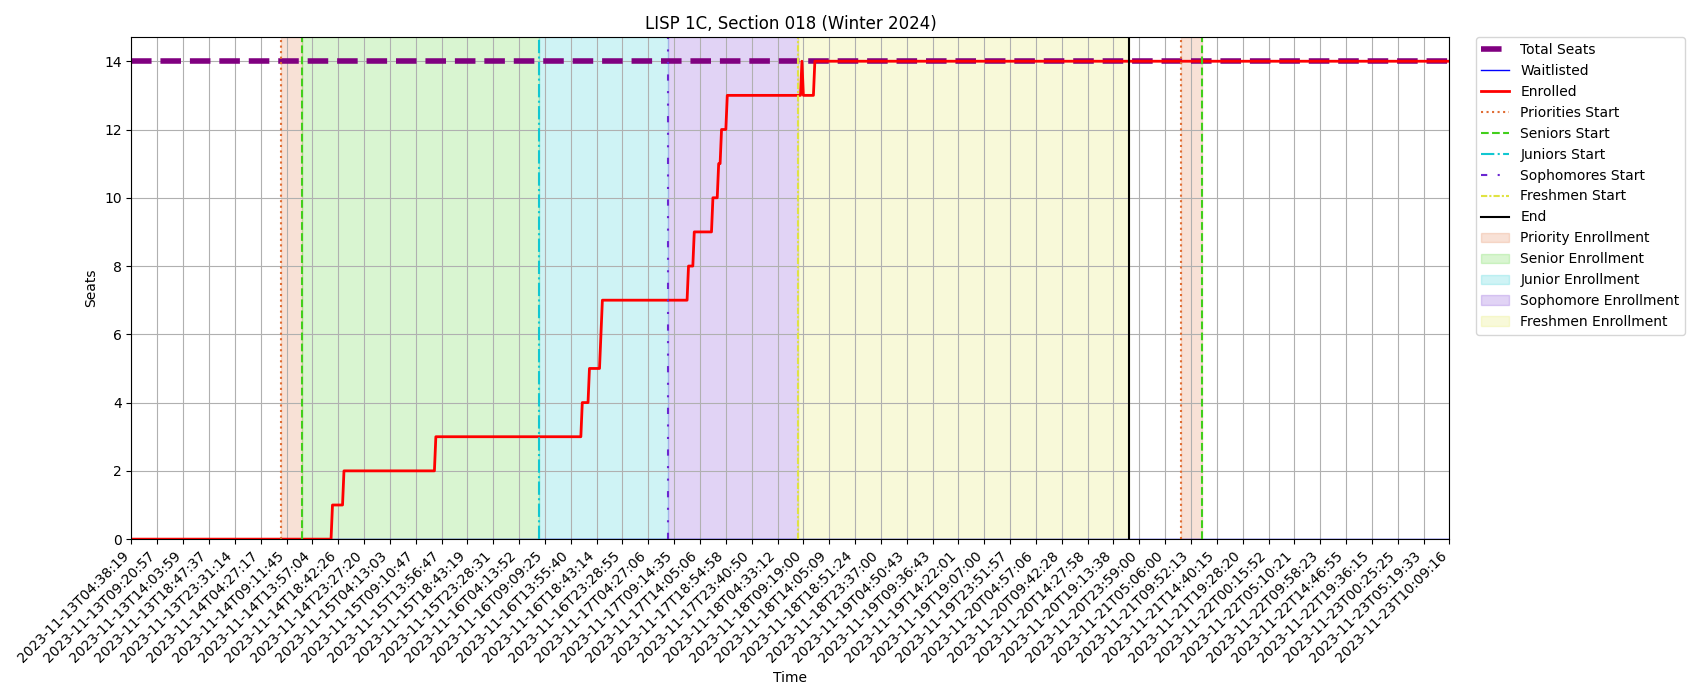 LISP 1C, Section 018 (Winter 2024)
Seats
14
12
10
8
6
4
2
0
2023-11-13T04:38:19
2023-11-13T09:20:57
2023-11-13T14:03:59
2023-11-13T18:47:37
2023-11-13T23:31:14
2023-11-14T04:27:17
2023-11-14T09:11:45
2023-11-14T13:57:04
2023-11-14T18:42:26
2023-11-14T23:27:20
2023-11-15T04:13:03
2023-11-15T09:10:47
2023-11-15T13:56:47
2023-11-15T18:43:19
2023-11-15T23:28:31
2023-11-16T04:13:52
2023-11-16T09:09:25
2023-11-16T13:55:40
2023-11-16T18:43:14
2023-11-16T23:28:55
2023-11-17T04:27:06
2023-11-17T09:14:35
2023-11-17T14:05:06
2023-11-17T18:54:58
2023-11-17T23:40:50
2023-11-18T04:33:12
2023-11-18T09:19:00
2023-11-18T14:05:09
2023-11-18T18:51:24
2023-11-18T23:37:00
2023-11-19T04:50:43
2023-11-19T09:36:43
2023-11-19T14:22:01
2023-11-19T19:07:00
2023-11-19T23:51:57
2023-11-20T04:57:06
2023-11-20T09:42:28
2023-11-20T14:27:58
2023-11-20T19:13:38
2023-11-20T23:59:00
2023-11-21T05:06:00
2023-11-21T09:52:13
2023-11-21T14:40:15
2023-11-21T19:28:20
2023-11-22T00:15:52
2023-11-22T05:10:21
2023-11-22T09:58:23
2023-11-22T14:46:55
2023-11-22T19:36:15
2023-11-23T00:25:25
2023-11-23T05:19:33
2023-11-23T10:09:16
Time
Total Seats
Waitlisted
Enrolled
Priorities Start
Seniors Start
Juniors Start
Sophomores Start
Freshmen Start
End
Priority Enrollment
Senior Enrollment
Junior Enrollment
Sophomore Enrollment
Freshmen Enrollment